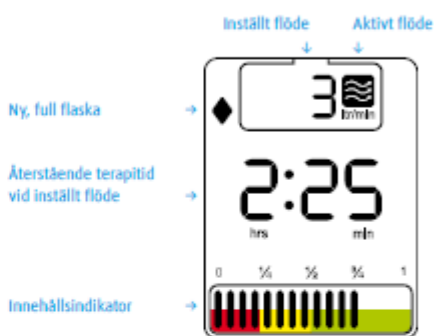 Inställt flöde Aktivt flöde
Ny, full flaska
3 ltr/min
Återstående terapitid
vid inställt flöde
2:25
hrs min
0 ¼ ½ ¾ 1
Innehållsindikator